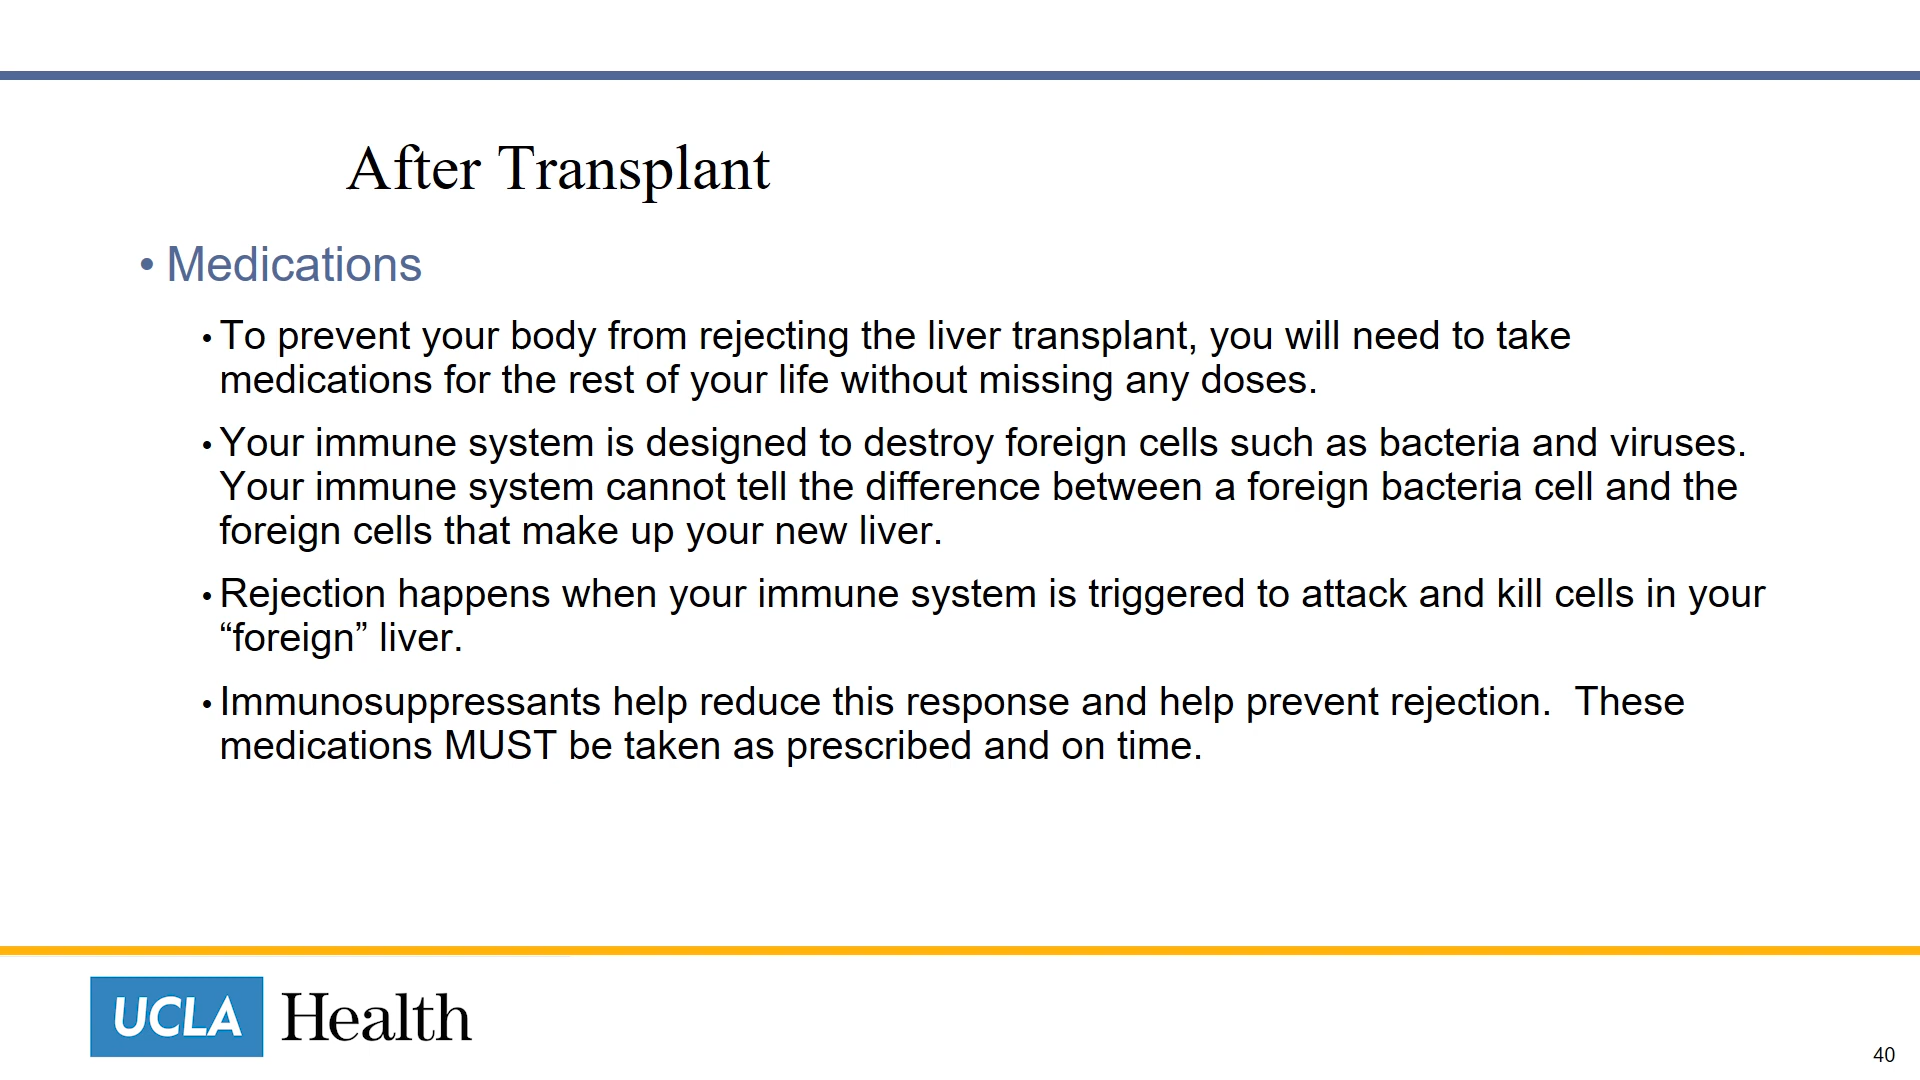 After Transplant
• Medications
• To prevent your body from rejecting the liver transplant, you will need to take
medications for the rest of your life without missing any doses.
• Your immune system is designed to destroy foreign cells such as bacteria and viruses.
Your immune system cannot tell the difference between a foreign bacteria cell and the
foreign cells that make up your new liver.
• Rejection happens when your immune system is triggered to attack and kill cells in your
“foreign” liver.
• Immunosuppressants help reduce this response and help prevent rejection.  These
medications MUST be taken as prescribed and on time.
UCLA Health
40